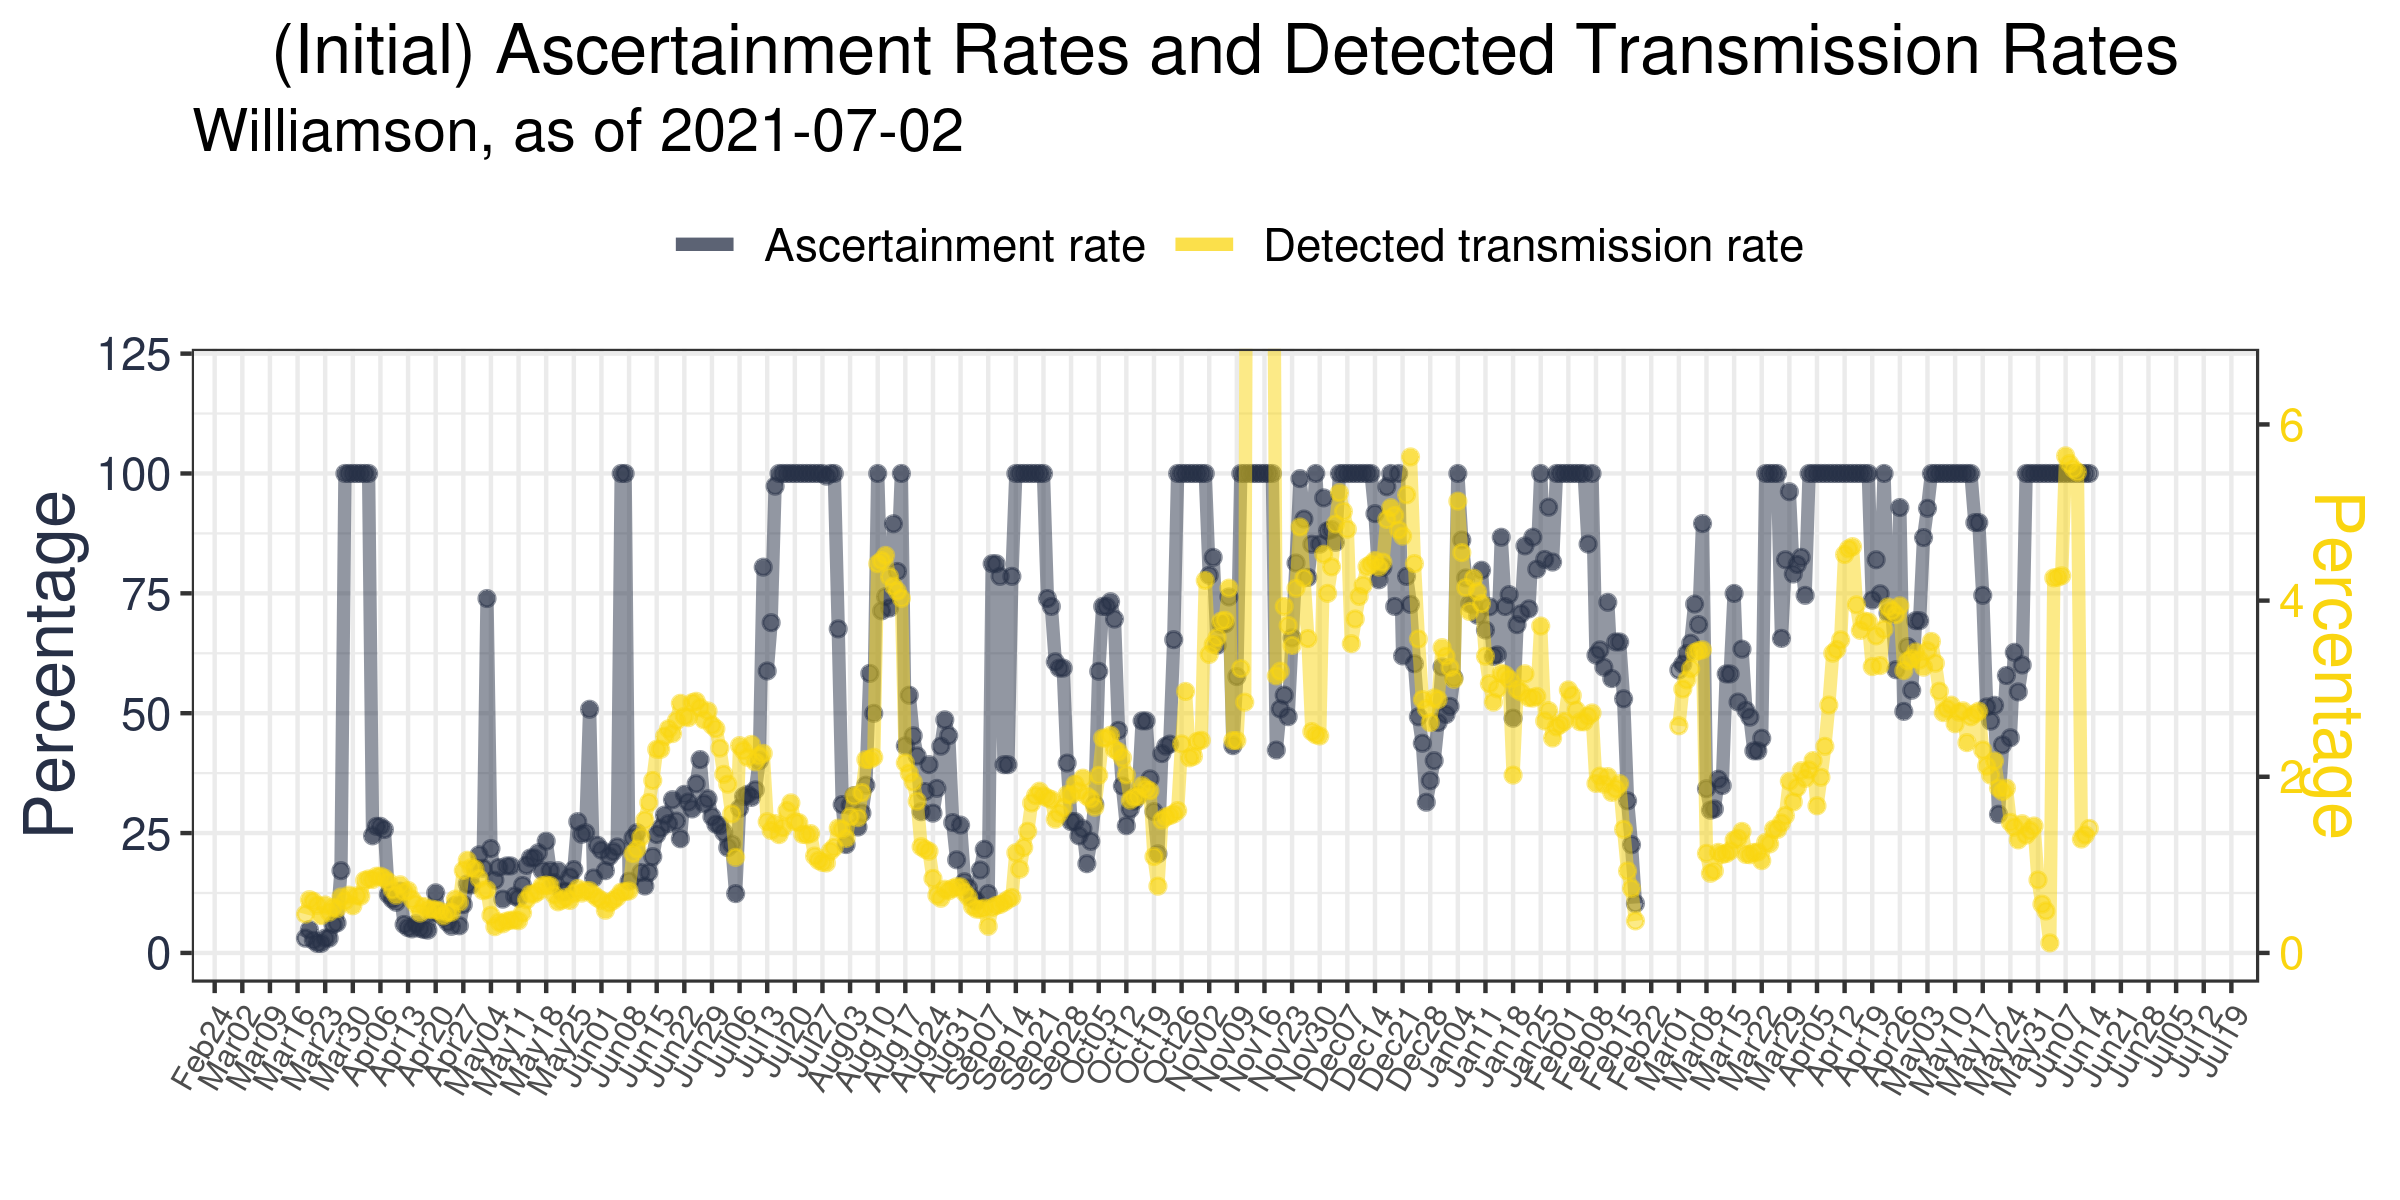 (Initial) Ascertainment Rates and Detected Transmission Rates
Williamson, as of 2021-07-02
Ascertainment rate Detected transmission rate
Percentage
125
100
75
50
25
0
6
4
2
0
Percentage
Feb24 Mar02 Mar09 Mar16 Mar23 Mar30 Apr06 Apr13 Apr20 Apr27 May04 May11 May18 May25 Jun01 Jun08 Jun15 Jun22 Jun29 Jul06 Jul13 Jul20 Jul27 Aug03 Aug10 Aug17 Aug24 Aug31 Sep07 Sep14 Sep21 Sep28 Oct05 Oct12 Oct19 Oct26 Nov02 Nov09 Nov16 Nov23 Nov30 Dec07 Dec14 Dec21 Dec28 Jan04 Jan11 Jan18 Jan25 Feb01 Feb08 Feb15 Feb22 Mar01 Mar08 Mar15 Mar22 Mar29 Apr05 Apr12 Apr19 Apr26 May03 May10 May17 May24 May31 Jun07 Jun14 Jun21 Jun28 Jul05 Jul12 Jul19